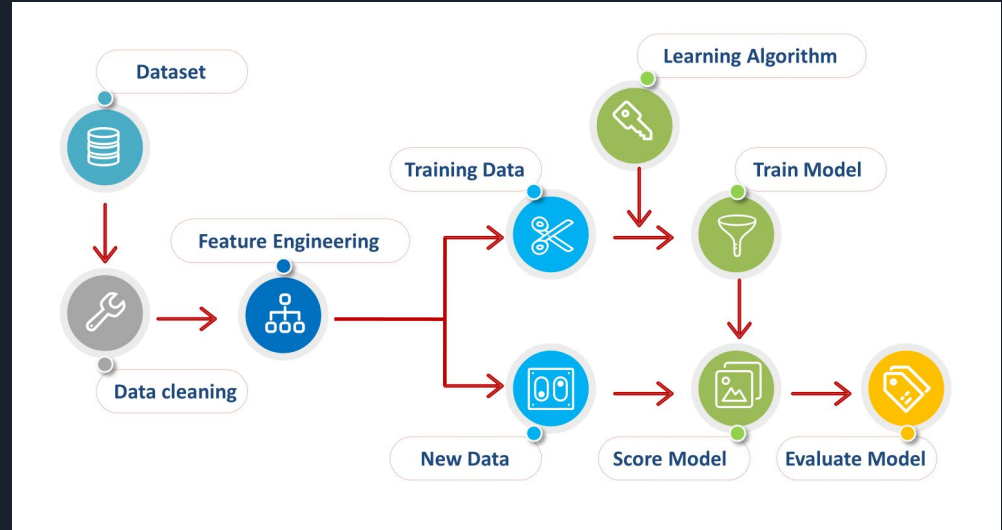 Dataset
Learning Algorithm
Training Data
Train Model
Feature Engineering
Data cleaning
New Data
Score Model
Evaluate Model